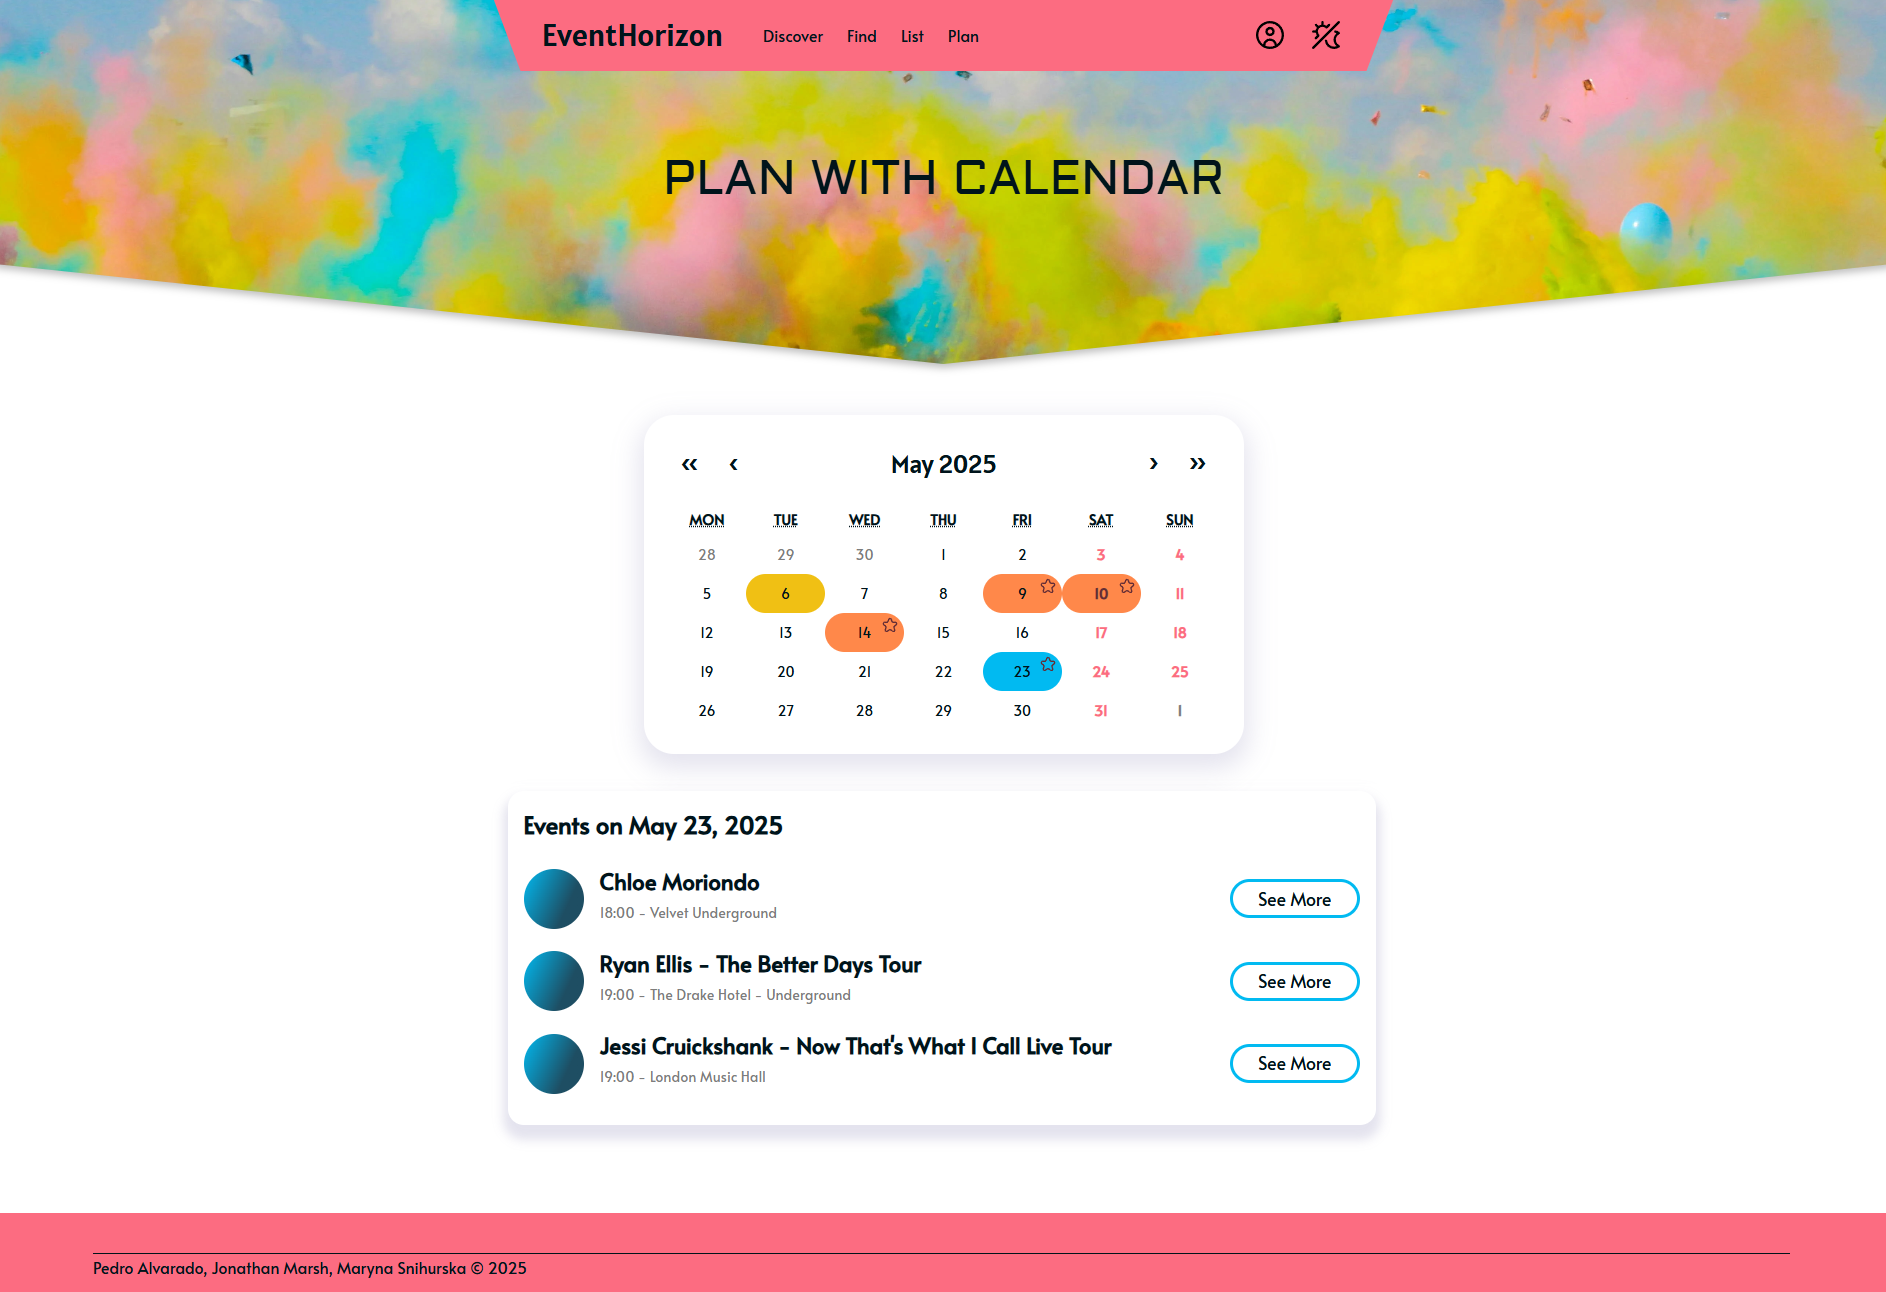 EventHorizon Discover Find List Plan
PLAN WITH CALENDAR
« ‹ May 2025 › »
MON TUE WED THU FRI SAT SUN
28 29 30 1 2 3 4
5 6 7 8 9 10 11
12 13 14 15 16 17 18
19 20 21 22 23 24 25
26 27 28 29 30 31 1
Events on May 23, 2025
Chloe Moriondo
18:00 - Velvet Underground
See More
Ryan Ellis - The Better Days Tour
19:00 - The Drake Hotel - Underground
See More
Jessi Cruickshank - Now That's What I Call Live Tour
19:00 - London Music Hall
See More
Pedro Alvarado, Jonathan Marsh, Maryna Snihurska © 2025